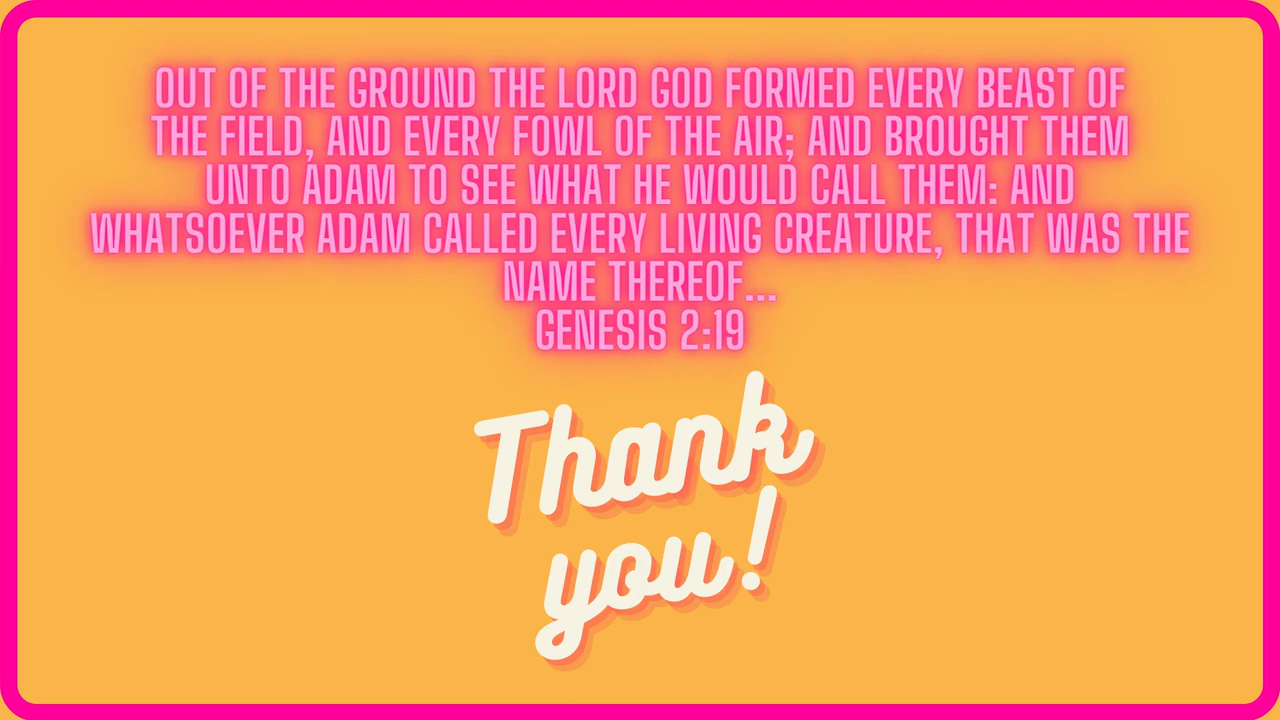 OUT OF THE GROUND THE LORD GOD FORMED EVERY BEAST OF
THE FIELD, AND EVERY FOWL OF THE AIR; AND BROUGHT THEM
UNTO ADAM TO SEE WHAT HE WOULD CALL THEM: AND
WHATSOEVER ADAM CALLED EVERY LIVING CREATURE, THAT WAS THE
NAME THEREOF...
GENESIS 2:19
Thank
you!